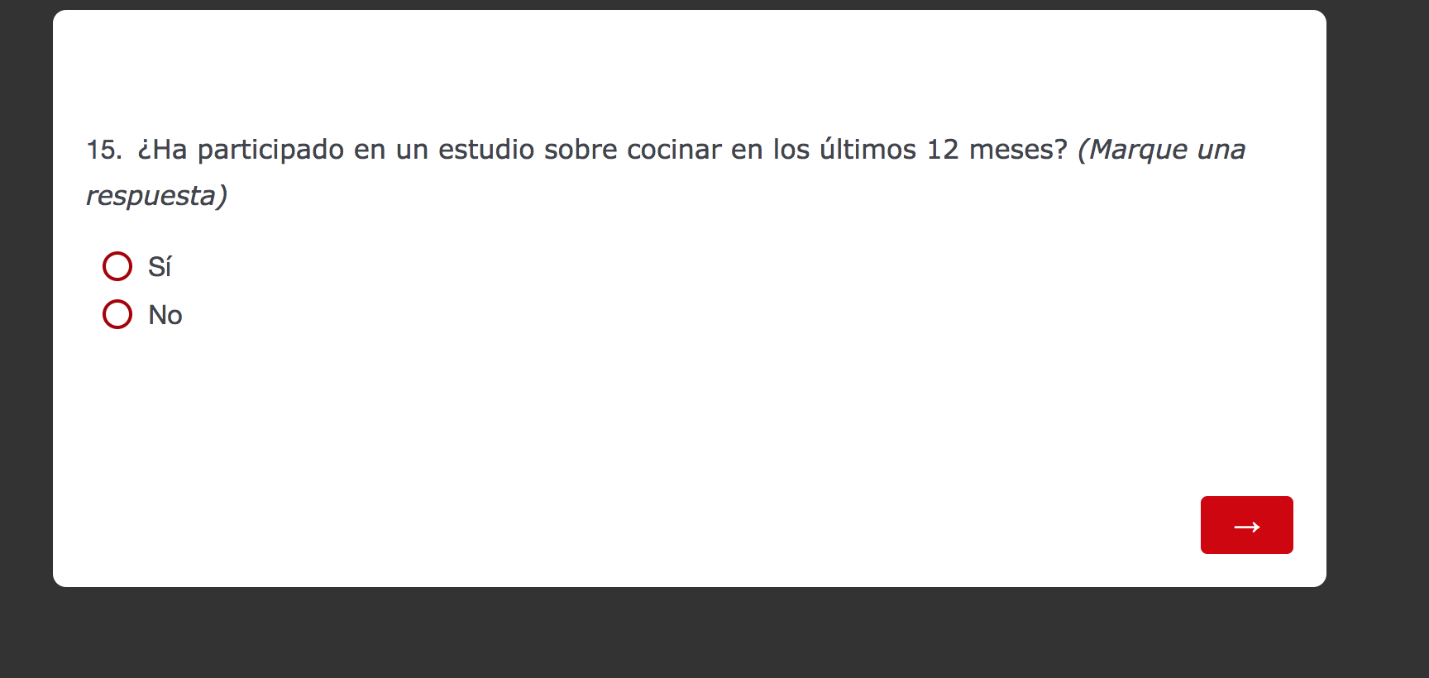 15. ¿Ha participado en un estudio sobre cocinar en los últimos 12 meses? (Marque una
respuesta)
Sí
No
→